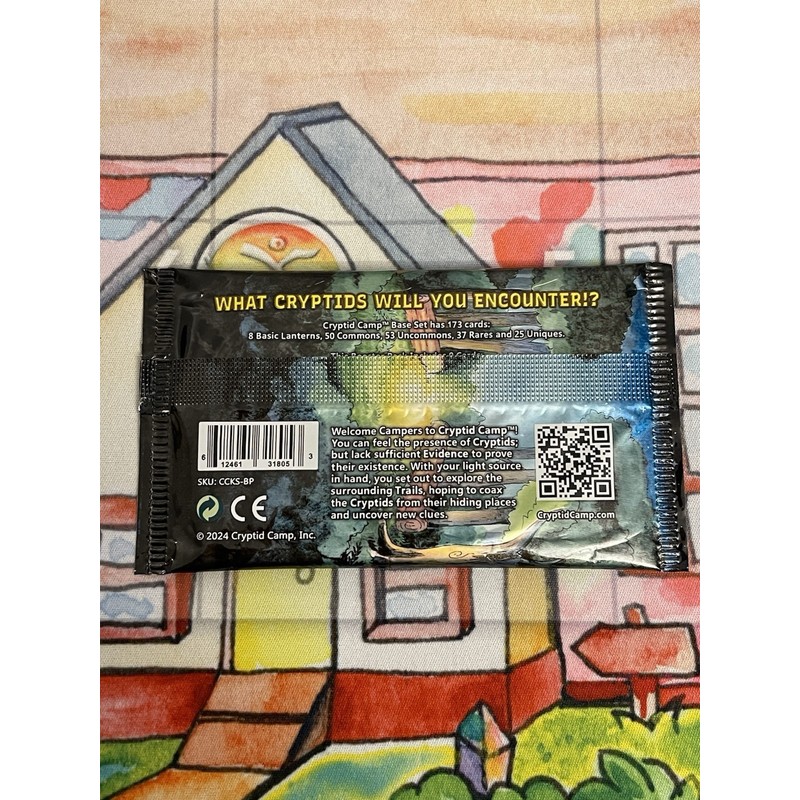 WHAT CRYPTIDS WILL YOU ENCOUNTER!?
Cryptid Camp™ Base Set has 173 cards:
8 Basic Lanterns, 50 Commons, 53 Uncommons, 37 Rares and 25 Uniques.
Welcome Campers to Cryptid Camp™!
You can feel the presence of Cryptids;
but lack sufficient Evidence to prove
their existence. With your light source
in hand, you set out to explore the
surrounding Trails, hoping to coax
the Cryptids from their hiding places
and uncover new clues.
6 12461 31805 3
SKU: CCKS-BP
CE
© 2024 Cryptid Camp, Inc.
CryptidCamp.com